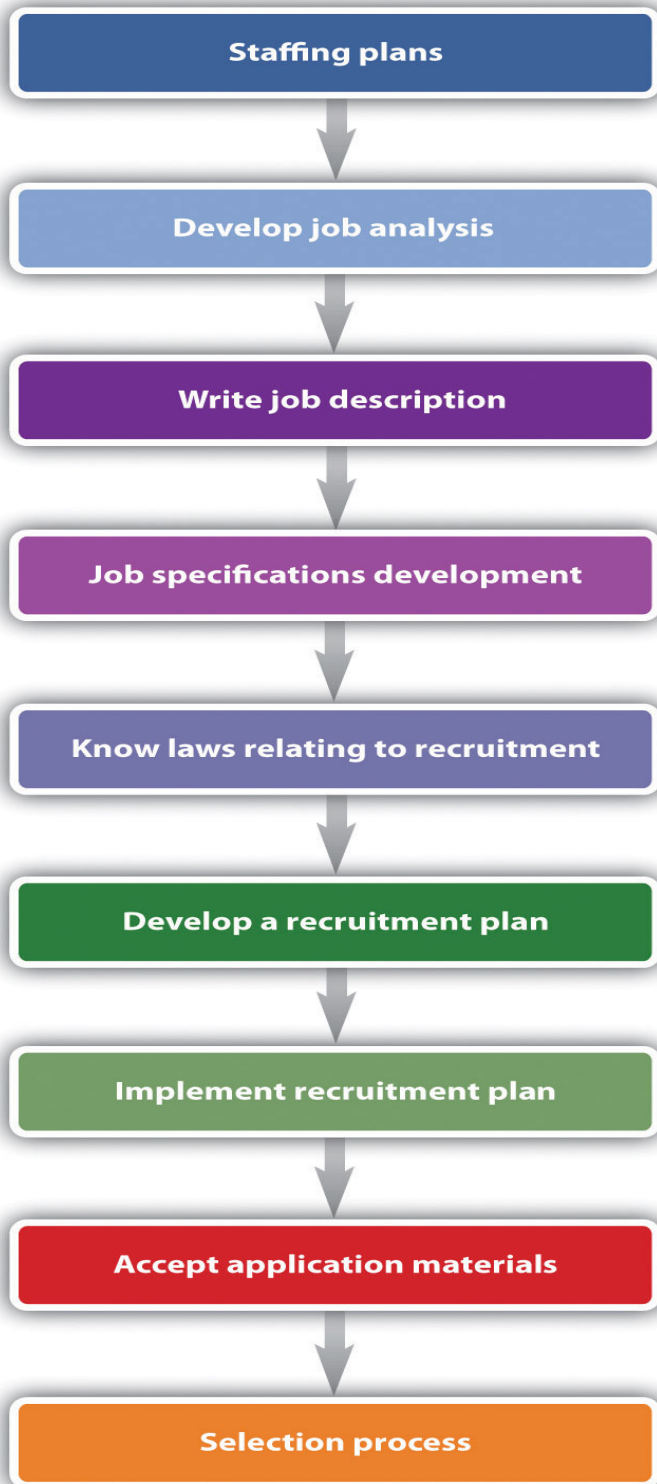 Staffing plans
Develop job analysis
Write job description
Job specifications development
Know laws relating to recruitment
Develop a recruitment plan
Implement recruitment plan
Accept application materials
Selection process